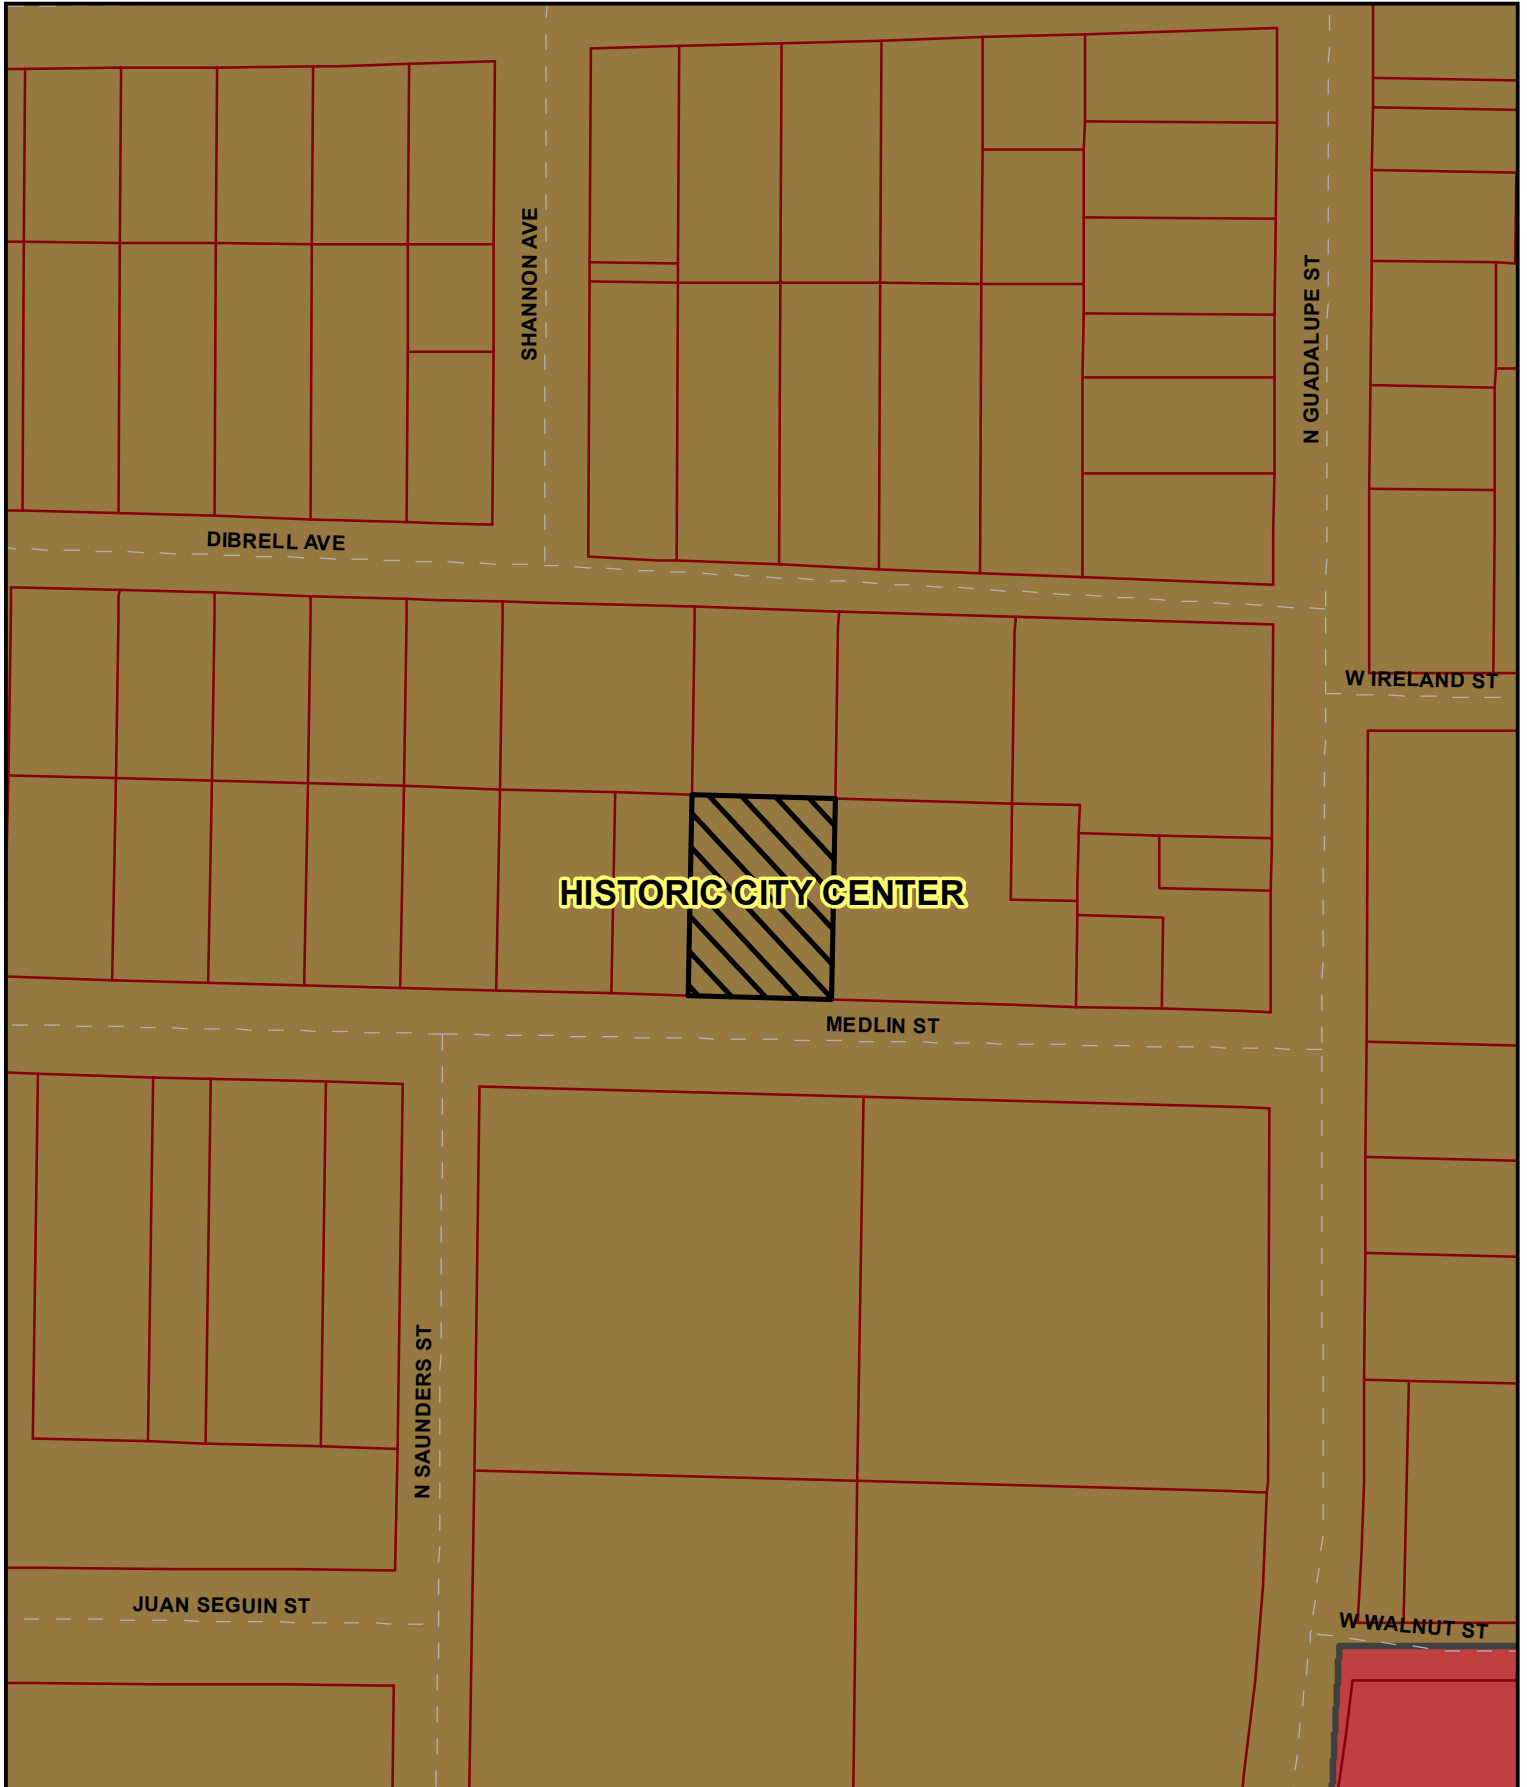 SHANNON AVE
N GUADALUPE ST
DIBRELL AVE
W IRELAND ST
HISTORIC CITY CENTER
MEDLIN ST
N SAUNDERS ST
JUAN SEGUIN ST
W WALNUT ST